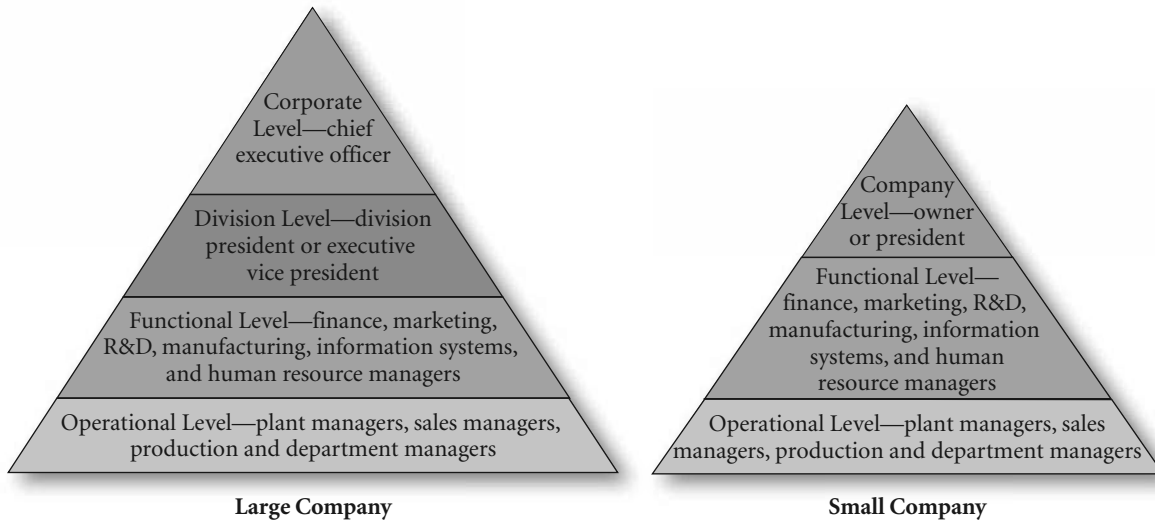 Corporate
Level—chief
executive officer
Division Level—division
president or executive
vice president
Functional Level—finance, marketing,
R&D, manufacturing, information systems,
and human resource managers
Operational Level—plant managers, sales managers,
production and department managers
Large Company
Company
Level—owner
or president
Functional Level—
finance, marketing, R&D,
manufacturing, information
systems, and human
resource managers
Operational Level—plant managers, sales
managers, production and department managers
Small Company